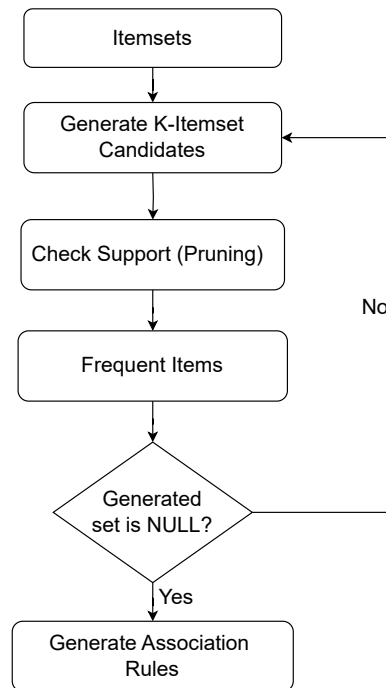 Itemsets
Generate K-Itemset
Candidates
Check Support (Pruning)
No
Frequent Items
Generated
set is NULL?
Yes
Generate Association
Rules